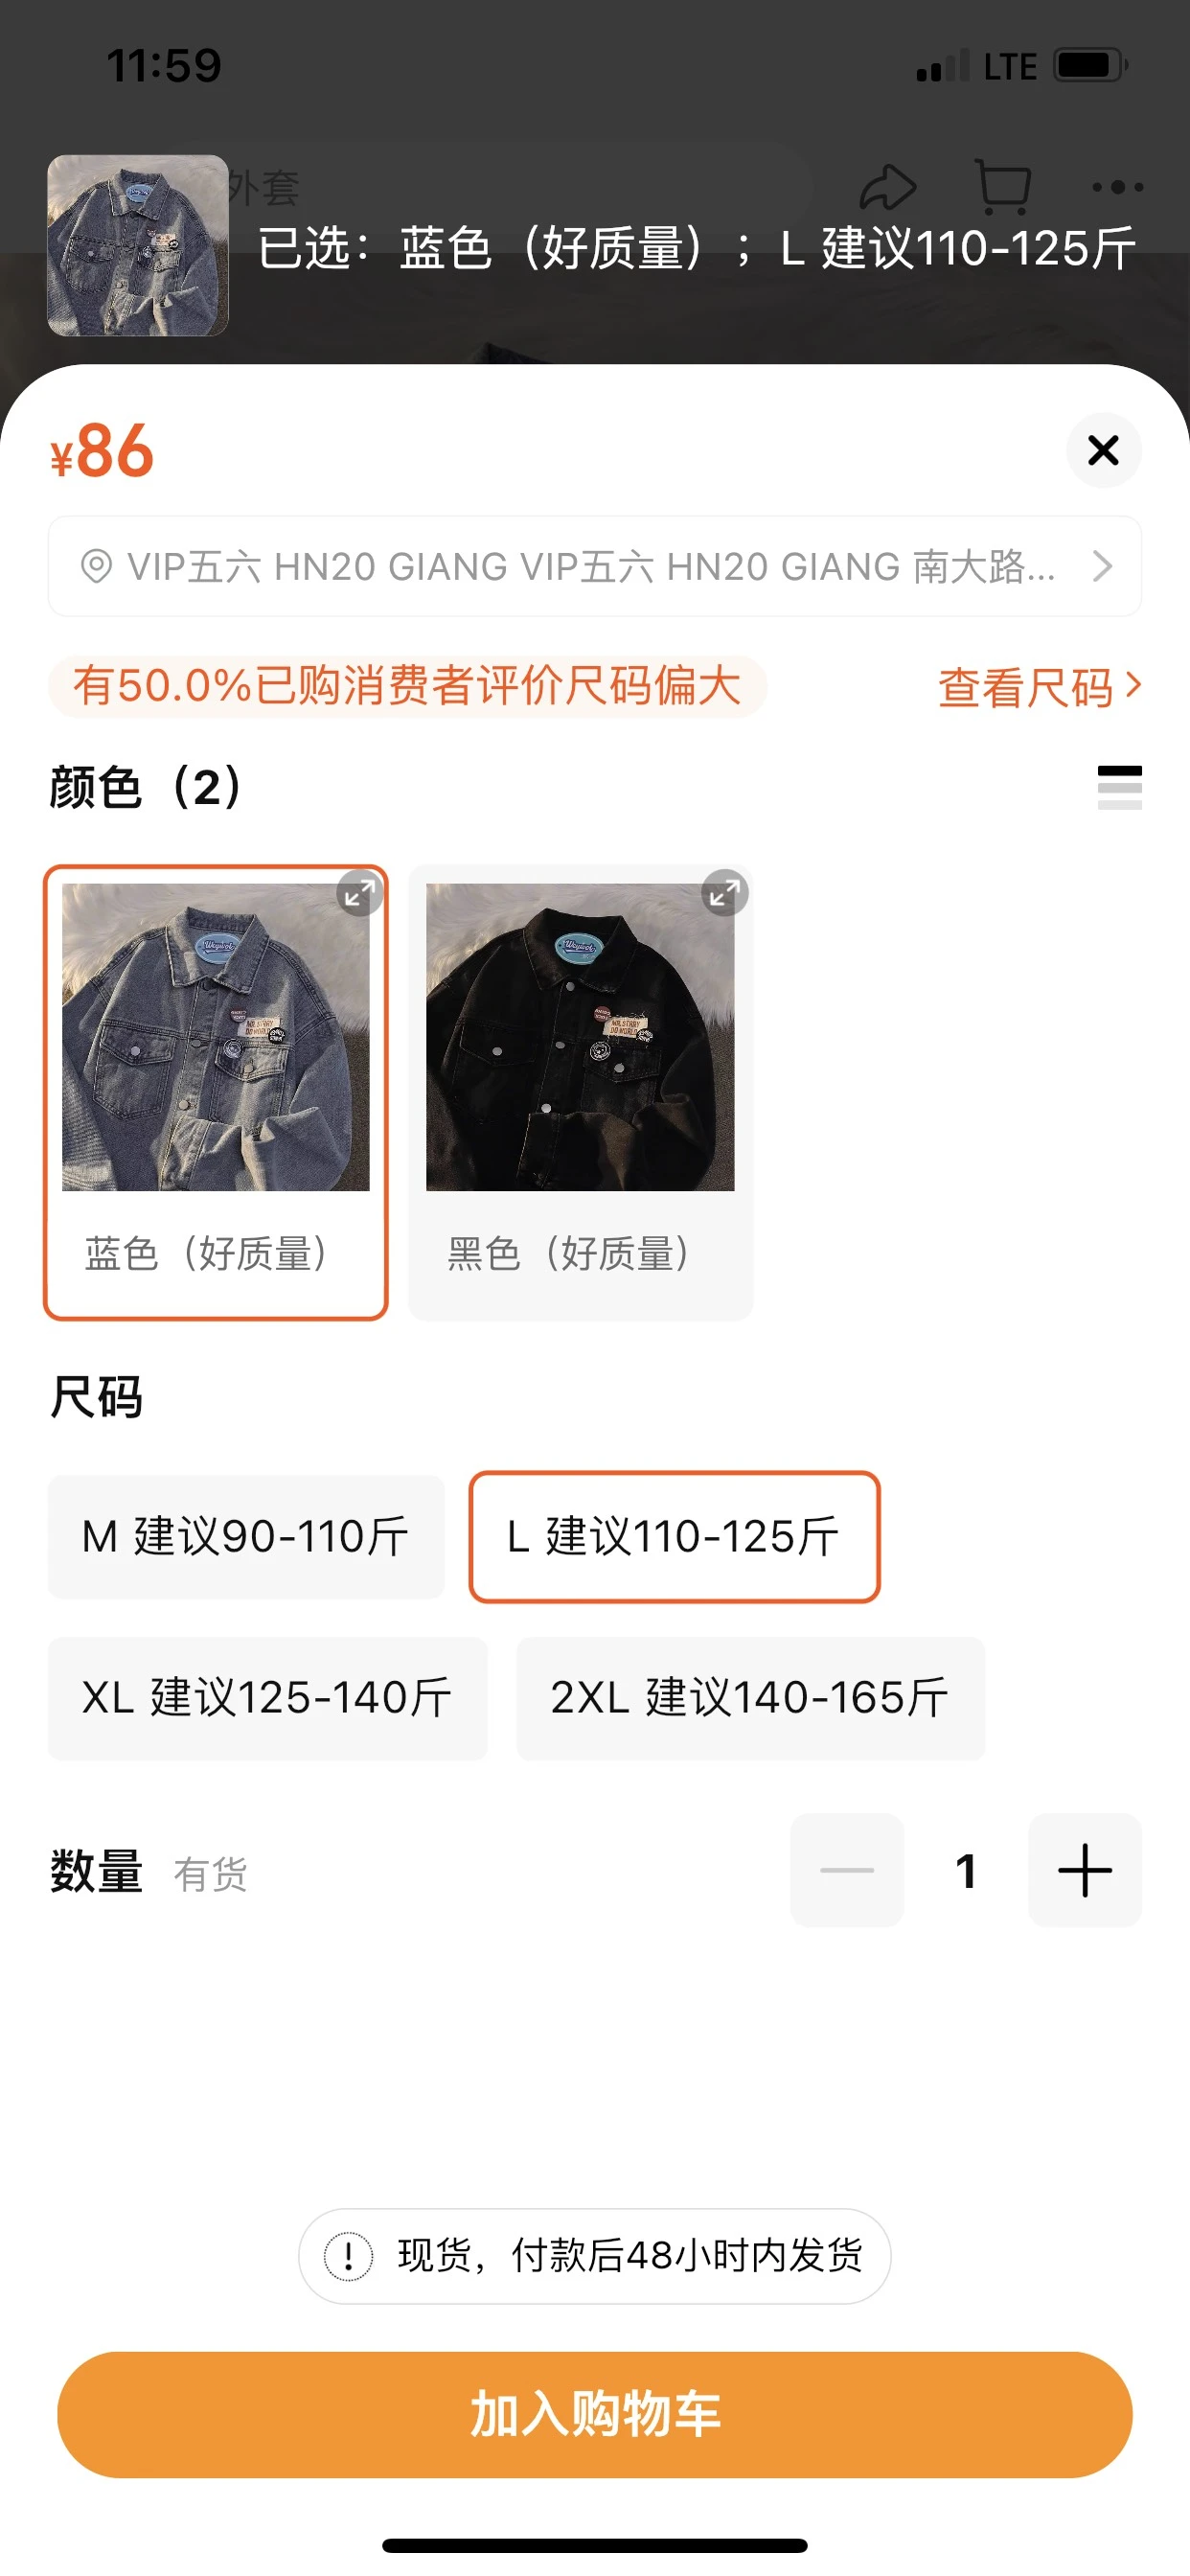 11:59
LTE
外套
已选：蓝色（好质量）；L 建议110-125斤
¥86
VIP五六 HN20 GIANG VIP五六 HN20 GIANG 南大路...
有50.0%已购消费者评价尺码偏大
查看尺码
颜色（2）
蓝色（好质量）
黑色（好质量）
尺码
M 建议90-110斤
L 建议110-125斤
XL 建议125-140斤
2XL 建议140-165斤
数量 有货
1
现货，付款后48小时内发货
加入购物车